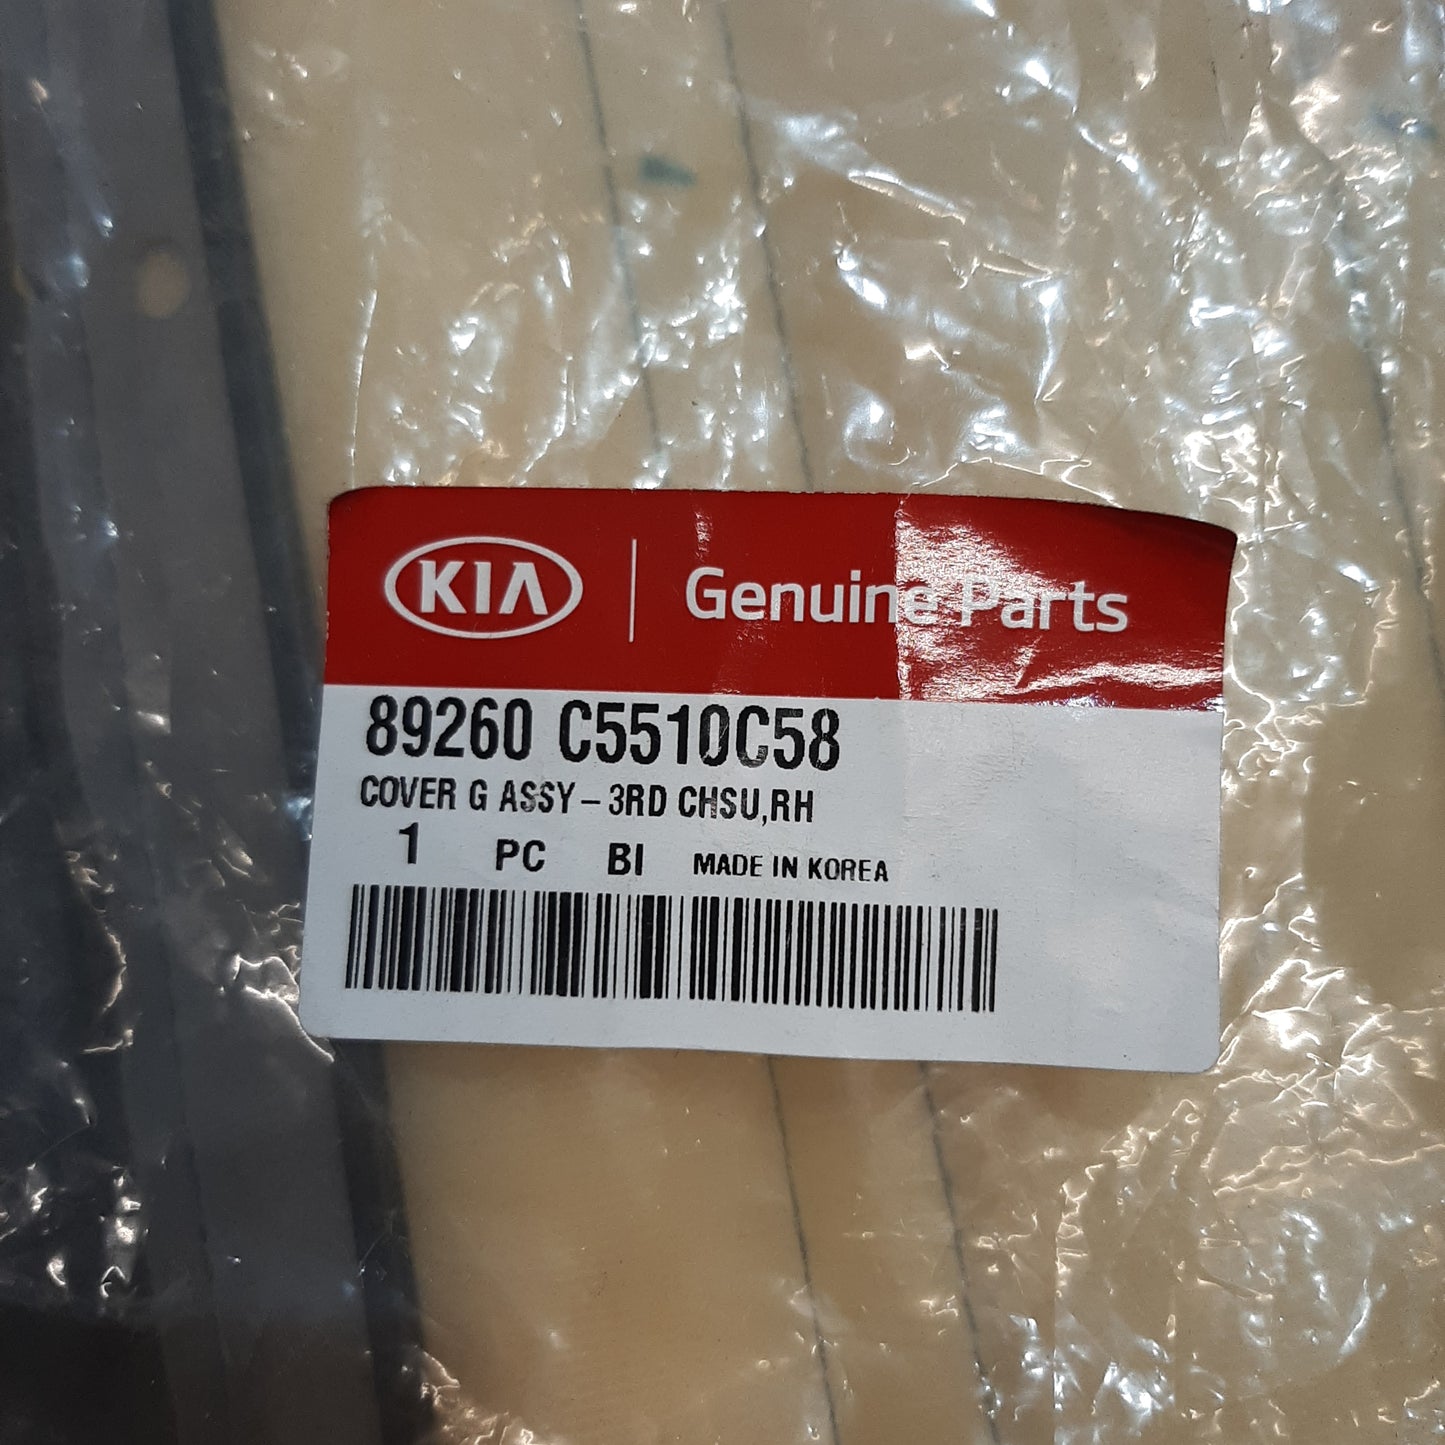 KIA Genuine Parts
89260 C5510C58
COVER G ASSY-3RD CHSU,RH
1 PC BI MADE IN KOREA